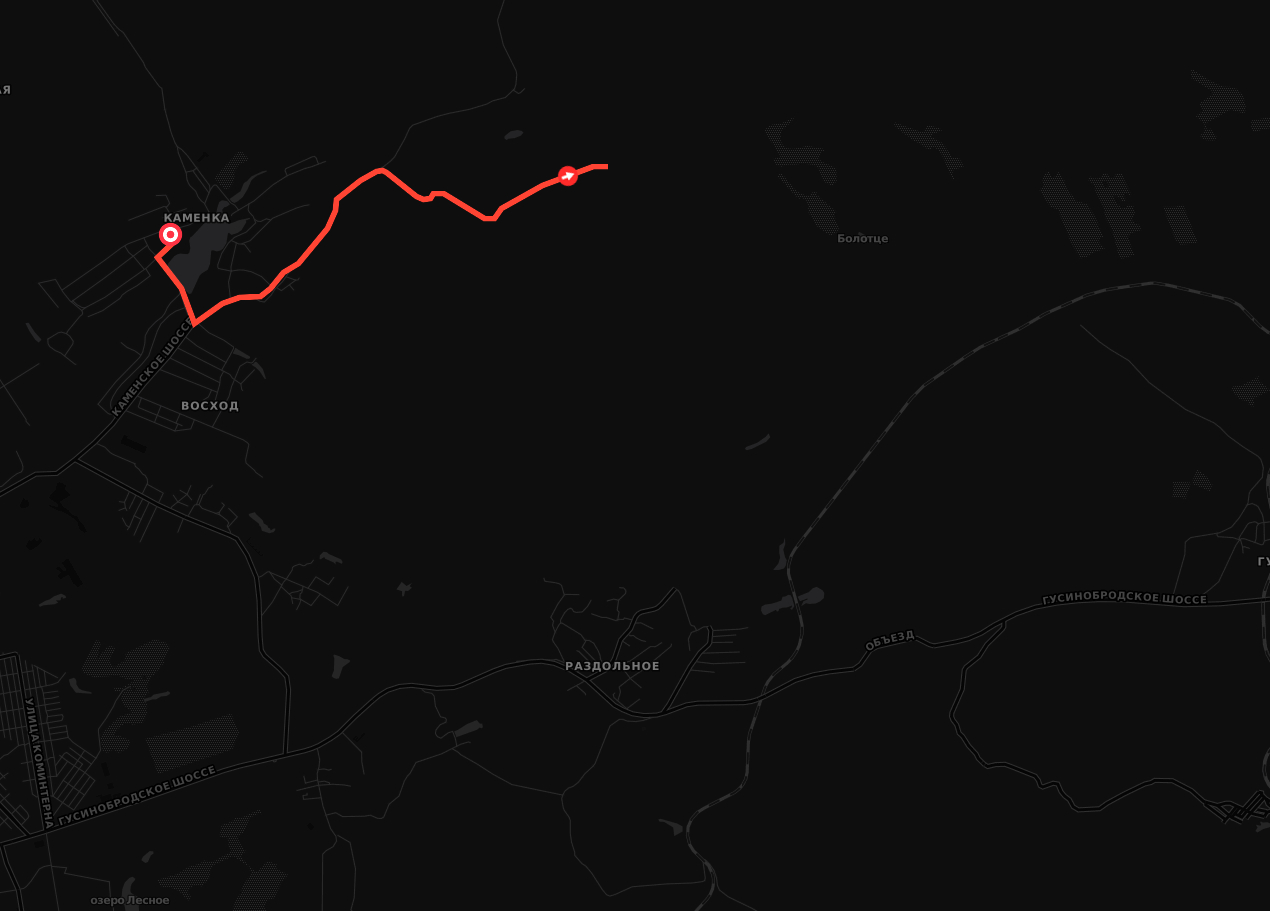 АЯ
КАМЕНКА
Болотце
КАМЕНСКОЕ ШОССЕ
ВОСХОД
ГУ
ГУСИНОБРОДСКОЕ ШОССЕ
ОБЪЕЗД
РАЗДОЛЬНОЕ
УЛИЦА КОМИНТЕРНА
ГУСИНОБРОДСКОЕ ШОССЕ
озеро Лесное